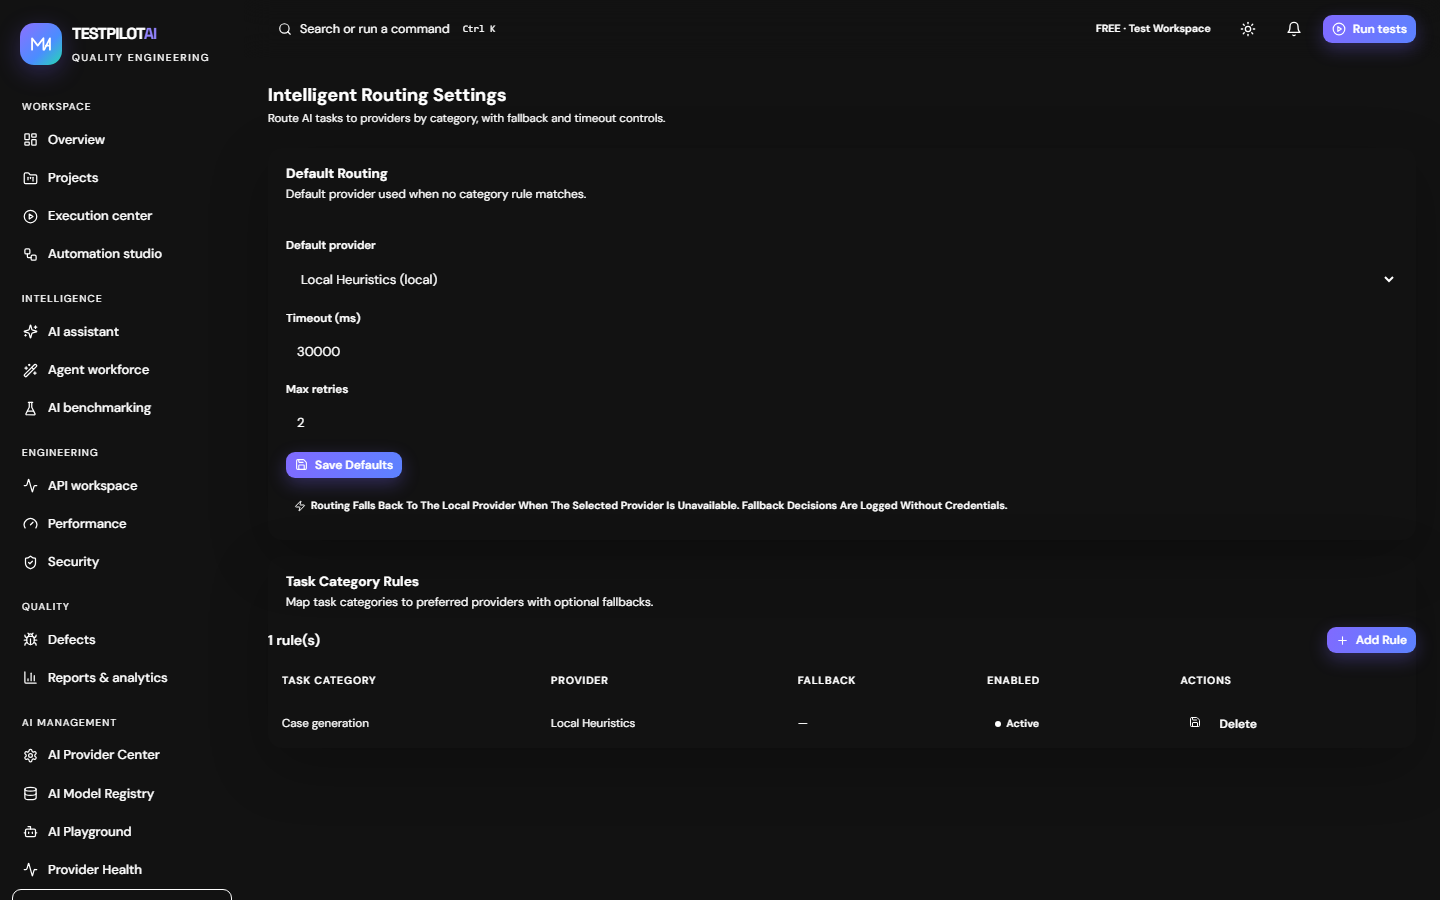 TESTPILOTAI
QUALITY ENGINEERING
Search or run a command Ctrl K
FREE · Test Workspace
Run tests
WORKSPACE
Overview
Projects
Execution center
Automation studio
INTELLIGENCE
AI assistant
Agent workforce
AI benchmarking
ENGINEERING
API workspace
Performance
Security
QUALITY
Defects
Reports & analytics
AI MANAGEMENT
AI Provider Center
AI Model Registry
AI Playground
Provider Health
Intelligent Routing Settings
Route AI tasks to providers by category, with fallback and timeout controls.
Default Routing
Default provider used when no category rule matches.
Default provider
Local Heuristics (local)
Timeout (ms)
30000
Max retries
2
Save Defaults
Routing Falls Back To The Local Provider When The Selected Provider Is Unavailable. Fallback Decisions Are Logged Without Credentials.
Task Category Rules
Map task categories to preferred providers with optional fallbacks.
1 rule(s)
Add Rule
TASK CATEGORY PROVIDER FALLBACK ENABLED ACTIONS
Case generation Local Heuristics — Active Delete